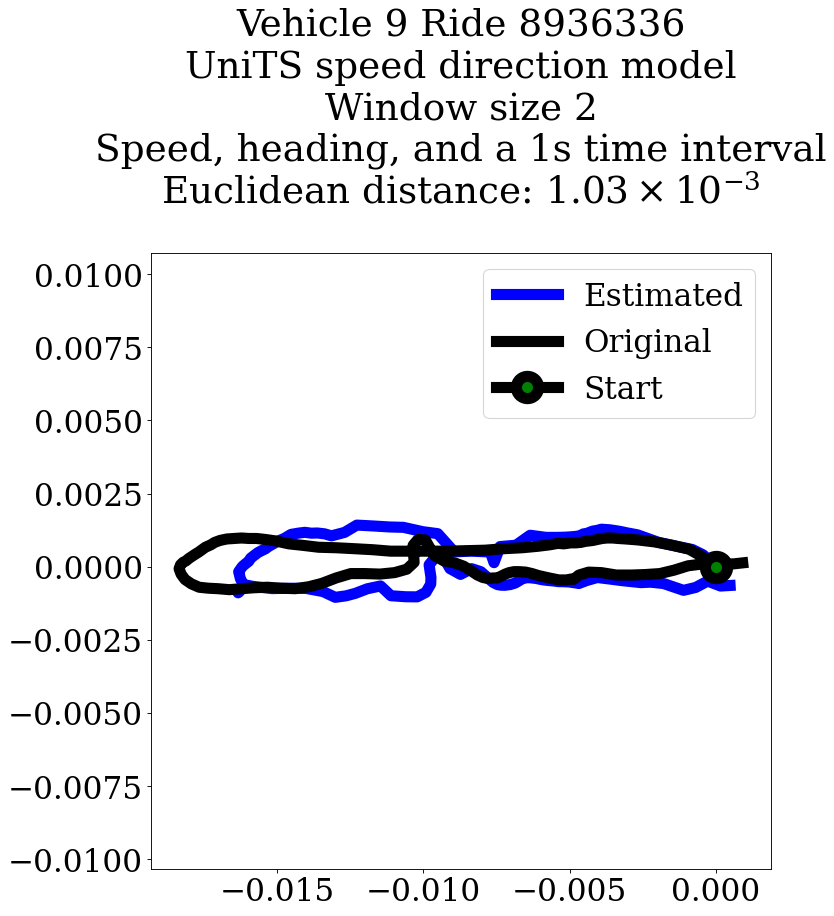 Vehicle 9 Ride 8936336
UniTS speed direction model
Window size 2
Speed, heading, and a 1s time interval
Euclidean distance: 1.03 × 10⁻³
Estimated
Original
Start
0.0100
0.0075
0.0050
0.0025
0.0000
−0.0025
−0.0050
−0.0075
−0.0100
−0.015 −0.010 −0.005 0.000